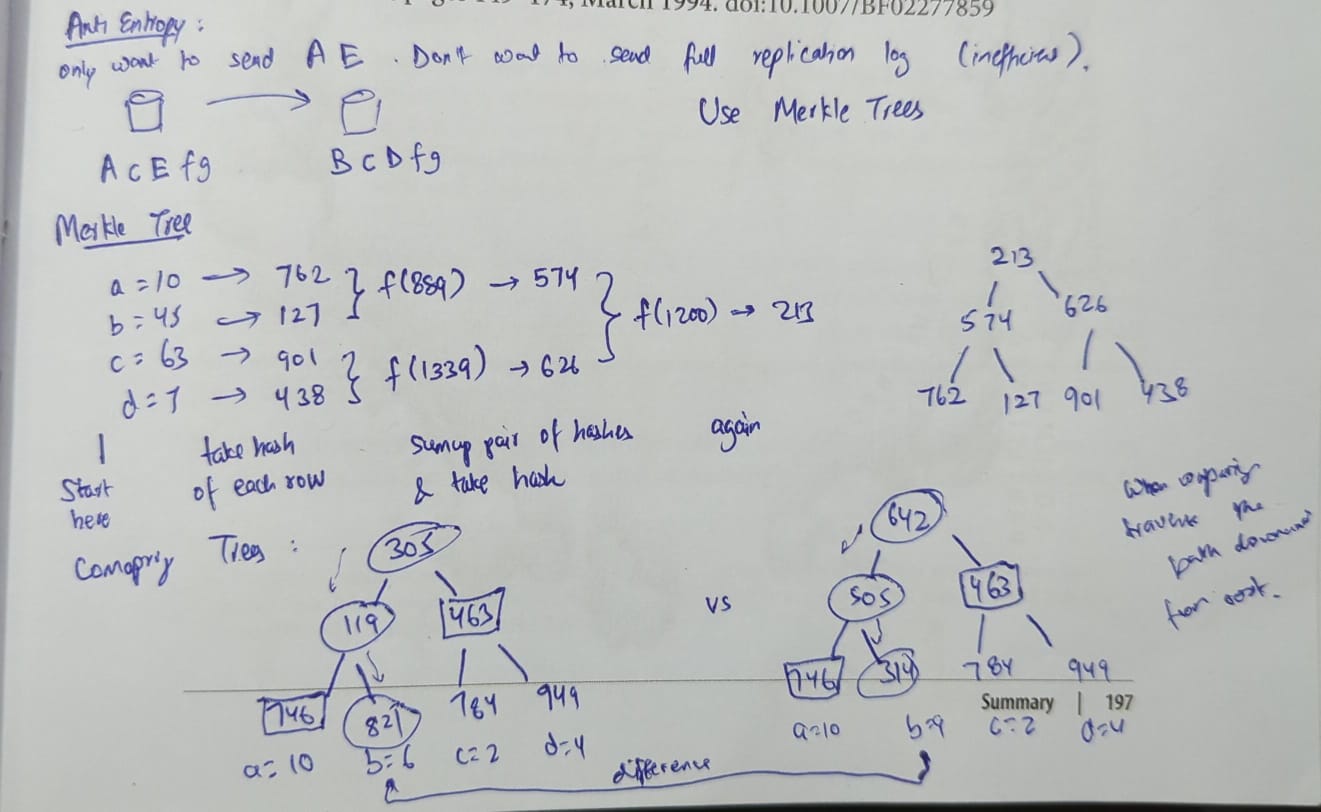 174, March 1994. doi:10.1007/BF02277859
Anti Entropy:
only want to send A E. Don't want to send full replication log (inefficient).
Use Merkle Trees
A C E f g
B C D f g
Merkle Tree
a = 10 → 762 } f(889) → 574 } f(1200) → 213
b = 45 → 127
c = 63 → 901 } f(1339) → 626
d = 7 → 438
213
574 626
762 127 901 438
Start here
take hash of each row
sumup pair of hashes & take hash
again
Comapriy Trees:
305
119 463
746 821 784 949
a = 10 b = 6 c = 2 d = 4
vs
642
505 463
746 314 784 949
a = 10 b = 9 c = 2 d = 4
difference
When comparing
traverse the
path downward
from root.
Summary | 197